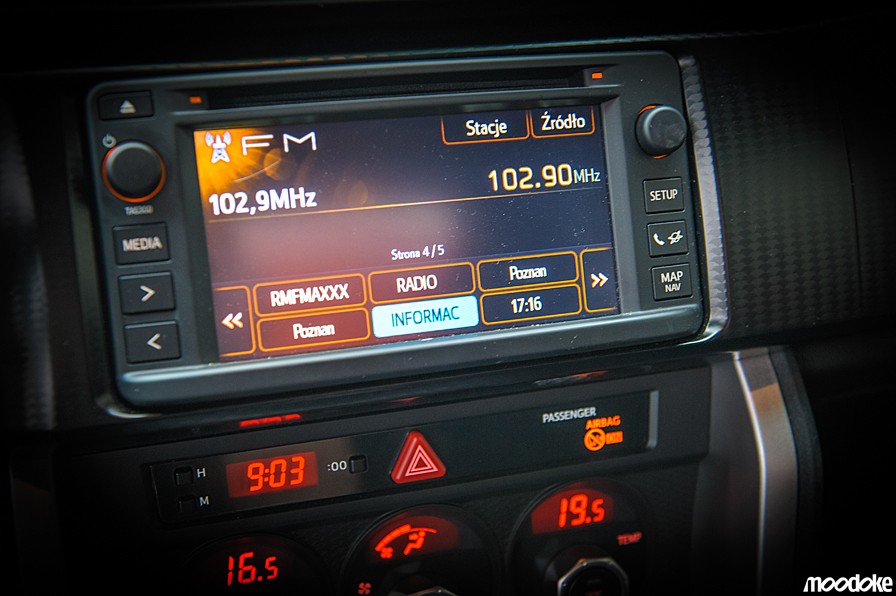 FM
Stacje
Źródło
102,9MHz
102.90MHz
Strona 4/5
RMFMAXXX
RADIO
Poznan
Poznan
INFORMAC
17:16
TAS200
MEDIA
SETUP
MAP
NAV
PASSENGER
AIRBAG
H
M
9:03
:00
16.5
19.5
TEMP
moodoke